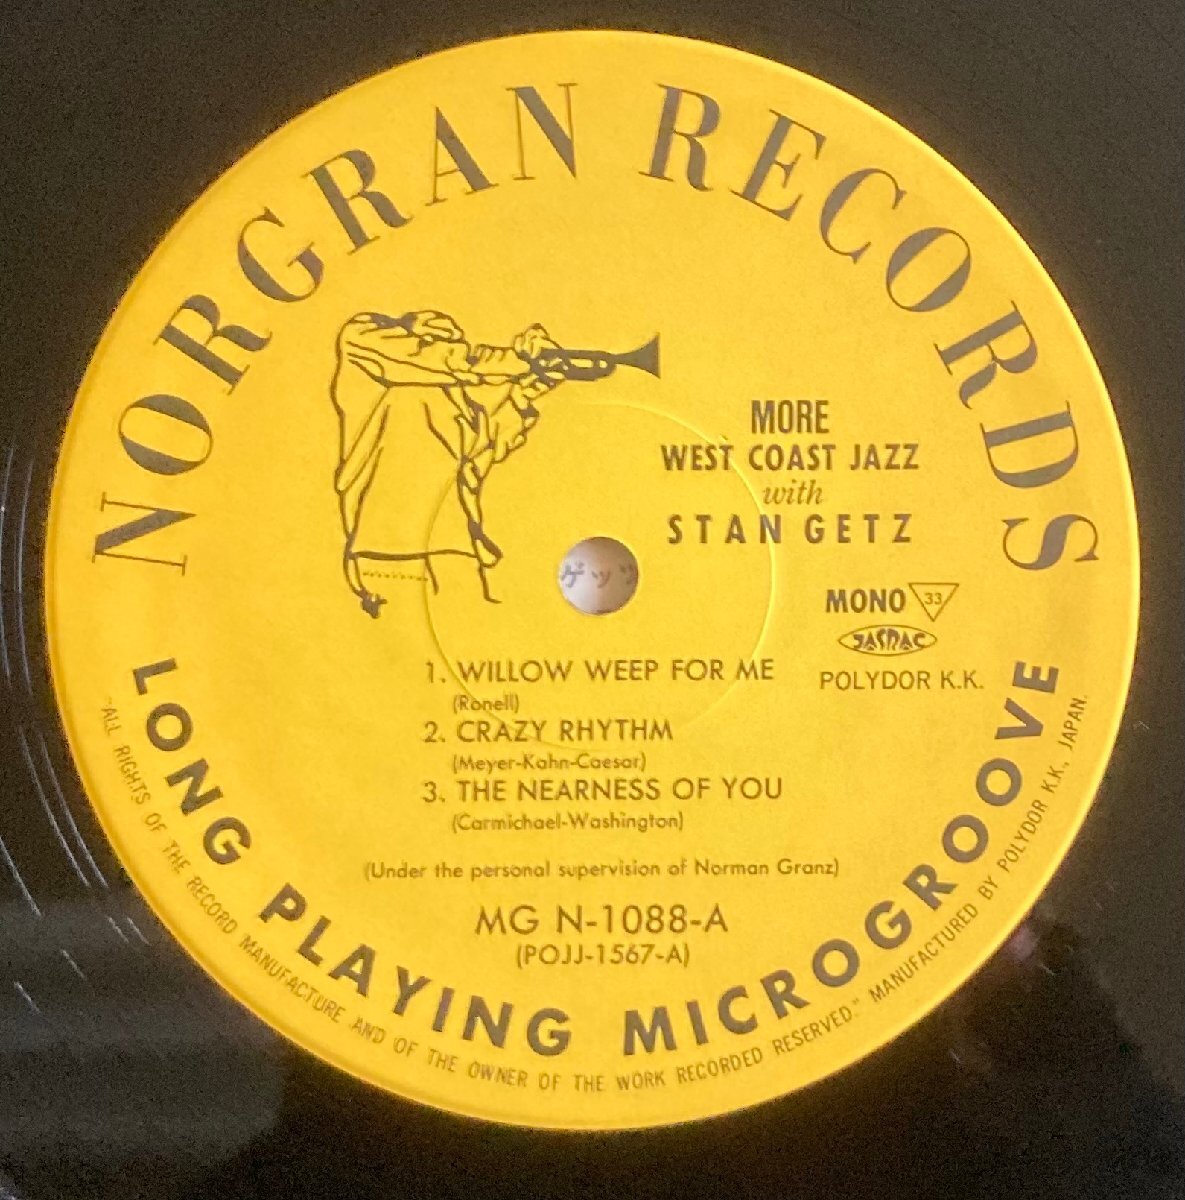 NORGRAN RECORDS
MORE
WEST COAST JAZZ
with
STAN GETZ
MONO 33
JASRAC
POLYDOR K.K.
ゲッツ
1. WILLOW WEEP FOR ME
(Ronell)
2. CRAZY RHYTHM
(Meyer-Kahn-Caesar)
3. THE NEARNESS OF YOU
(Carmichael-Washington)
(Under the personal supervision of Norman Granz)
MG N-1088-A
(POJJ-1567-A)
LONG PLAYING MICROGROOVE
"ALL RIGHTS OF THE RECORD MANUFACTURE AND OF THE OWNER OF THE WORK RECORDED RESERVED." MANUFACTURED BY POLYDOR K.K., JAPAN.